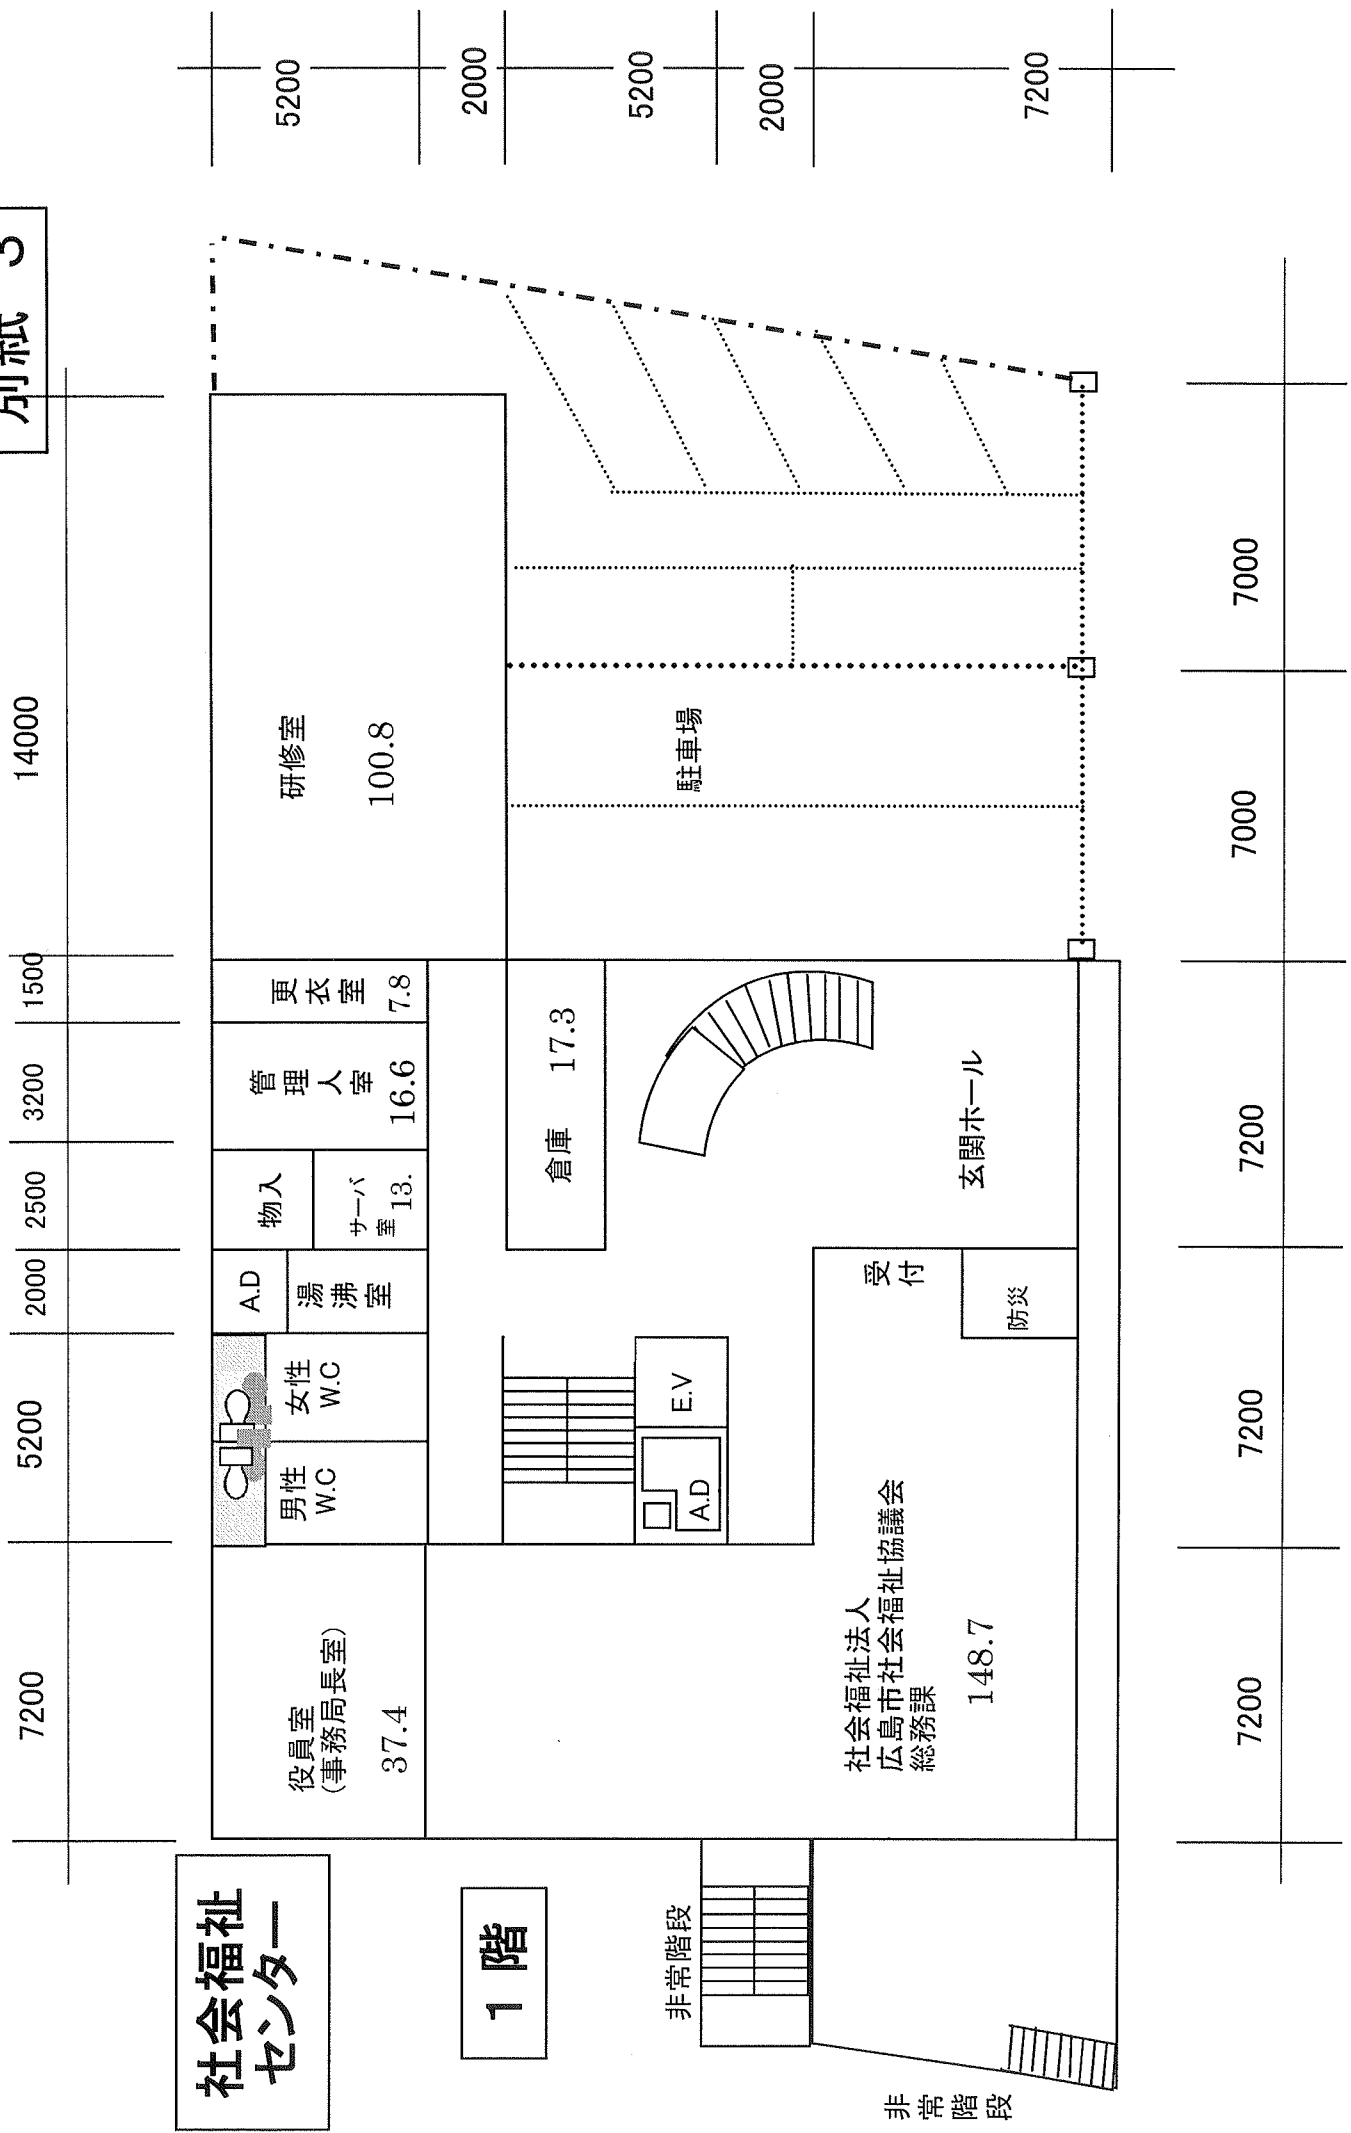 別紙 3
社会福祉
センター
1 階
7200
5200
2000
2500
3200
1500
14000
5200
2000
5200
2000
7200
役員室
(事務局長室)
37.4
男性
W.C
女性
W.C
A.D
湯沸室
物入
サーバ
室 13.
管理人室
16.6
更衣室
7.8
研修室
100.8
倉庫 17.3
E.V
A.D
駐車場
玄関ホール
受付
防災
社会福祉法人
広島市社会福祉協議会
総務課
148.7
非常階段
非常階段
7200
7200
7200
7000
7000